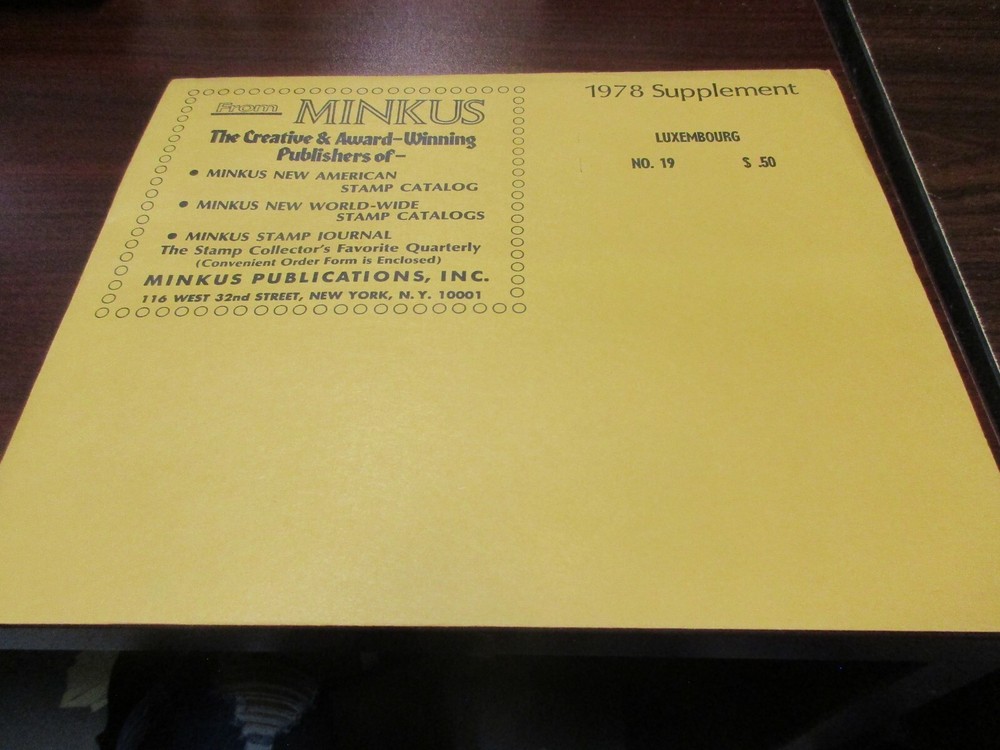 From MINKUS
The Creative & Award-Winning
Publishers of-
• MINKUS NEW AMERICAN
STAMP CATALOG
• MINKUS NEW WORLD-WIDE
STAMP CATALOGS
• MINKUS STAMP JOURNAL
The Stamp Collector's Favorite Quarterly
(Convenient Order Form is Enclosed)
MINKUS PUBLICATIONS, INC.
116 WEST 32nd STREET, NEW YORK, N.Y. 10001
1978 Supplement
LUXEMBOURG
NO. 19 $ .50